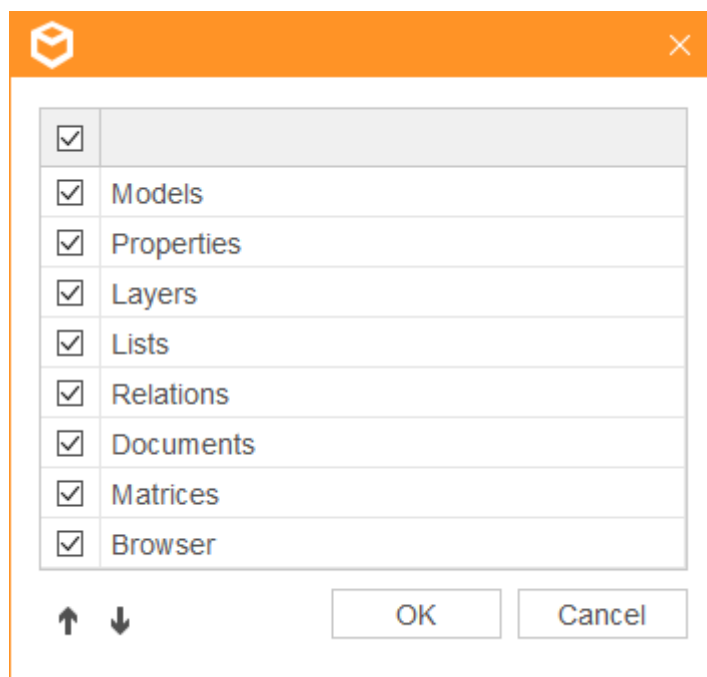 Models
Properties
Layers
Lists
Relations
Documents
Matrices
Browser
OK Cancel